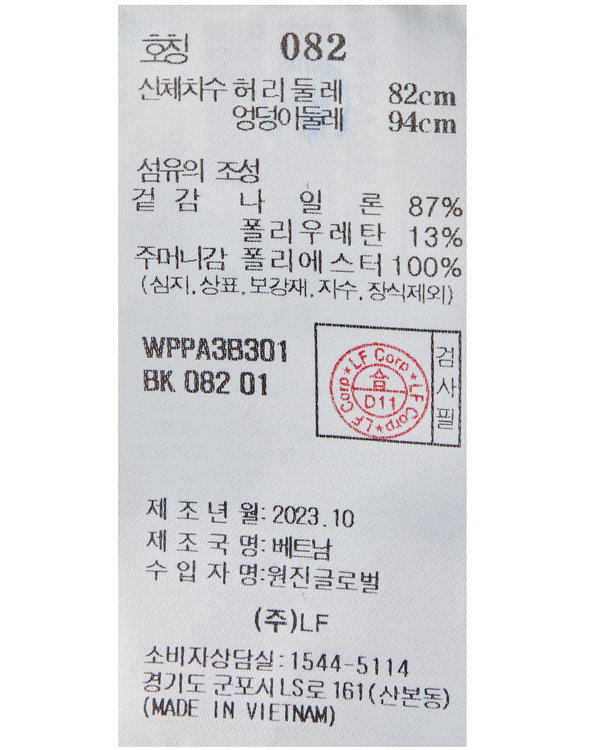 호칭 082
신체치수 허리둘레 82cm
엉덩이둘레 94cm
섬유의 조성
겉감 나일론 87%
폴리우레탄 13%
주머니감 폴리에스터 100%
(심지, 상표, 보강재, 자수, 장식제외)
WPPA3B301
BK 082 01
LF Corp ★ LF Corp ★ LF Corp ★
合
D11
검사필
제조년월: 2023.10
제조국명: 베트남
수입자명: 원진글로벌
(주)LF
소비자상담실: 1544-5114
경기도 군포시 LS로 161(산본동)
(MADE IN VIETNAM)